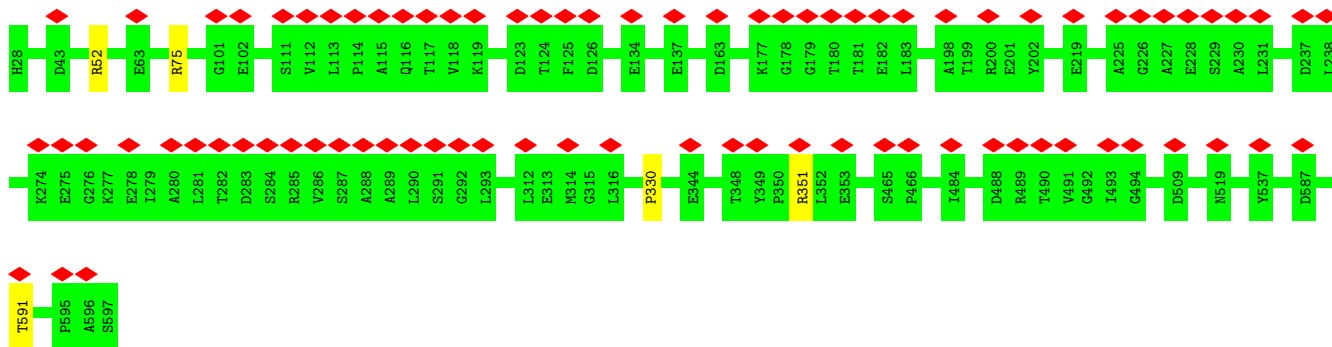 H28 D43 R52 E63 R75 G101 E102 S111 V112 L113 P114 A115 Q116 T117 V118 K119 D123 T124 F125 D126 E134 E137 D163 K177 G178 G179 T180 T181 E182 L183 A198 T199 R200 E201 Y202 E219 A225 G226 A227 E228 S229 A230 L231 D237 L238
K274 E275 G276 K277 E278 I279 A280 L281 T282 D283 S284 R285 V286 S287 A288 A289 L290 S291 G292 L293 L312 E313 M314 G315 L316 P330 E344 T348 Y349 P350 R351 L352 E353 S465 P466 I484 D488 R489 T490 V491 G492 I493 G494 D509 N519 Y537 D587
T591 P595 A596 S597